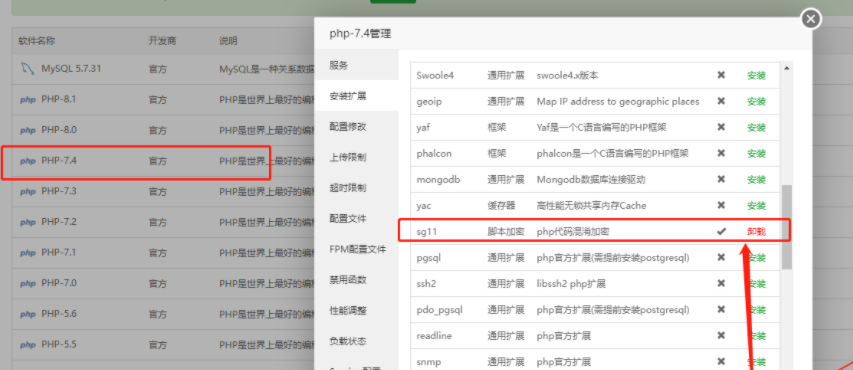 php-7.4管理
软件名称 开发商 说明
MySQL 5.7.31 官方 MySQL是一种关系数据
php PHP-8.1 官方 PHP是世界上最好的编
php PHP-8.0 官方 PHP是世界上最好的编
php PHP-7.4 官方 PHP是世界上最好的编
php PHP-7.3 官方 PHP是世界上最好的编
php PHP-7.2 官方 PHP是世界上最好的编
php PHP-7.1 官方 PHP是世界上最好的编
php PHP-7.0 官方 PHP是世界上最好的编
php PHP-5.6 官方 PHP是世界上最好的编
php PHP-5.5 官方 PHP是世界上最好的编
服务
安装扩展
配置修改
上传限制
超时限制
配置文件
FPM配置文件
禁用函数
性能调整
负载状态
Swoole4 通用扩展 swoole4.x版本 安装
geoip 通用扩展 Map IP address to geographic places 安装
yaf 框架 Yaf是一个C语言编写的PHP框架 安装
phalcon 框架 phalcon是一个C语言编写的PHP框架 安装
mongodb 通用扩展 Mongodb数据库连接驱动 安装
yac 缓存器 高性能无锁共享内存Cache 安装
sg11 脚本加密 php代码混淆加密 卸载
pgsql 通用扩展 php官方扩展(需提前安装postgresql) 安装
ssh2 通用扩展 libssh2 php扩展 安装
pdo_pgsql 通用扩展 php官方扩展(需提前安装postgresql) 安装
readline 通用扩展 php官方扩展 安装
snmp 通用扩展 php官方扩展 安装